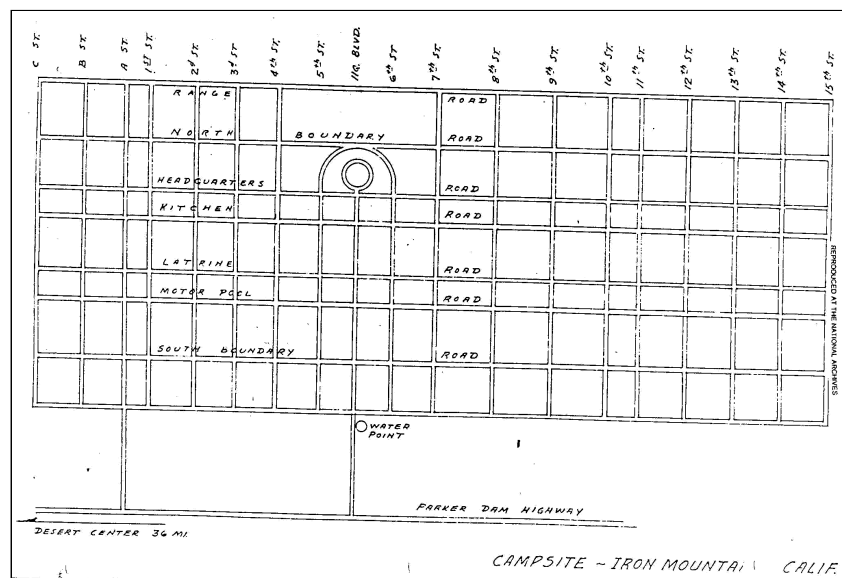 C ST. B ST. A ST. 1ST ST. 2d ST. 3d ST. 4th ST. 5th ST. HQ. BLVD. 6th ST 7th ST. 8th ST. 9th ST. 10th ST. 11th ST. 12th ST. 13th ST. 14th ST. 15th ST.
RANGE ROAD
NORTH BOUNDARY ROAD
HEADQUARTERS ROAD
KITCHEN ROAD
LATRINE ROAD
MOTOR POOL ROAD
SOUTH BOUNDARY ROAD
REPRODUCED AT THE NATIONAL ARCHIVES
WATER
POINT
PARKER DAM HIGHWAY
DESERT CENTER 36 MI.
CAMPSITE ~ IRON MOUNTAI CALIF.